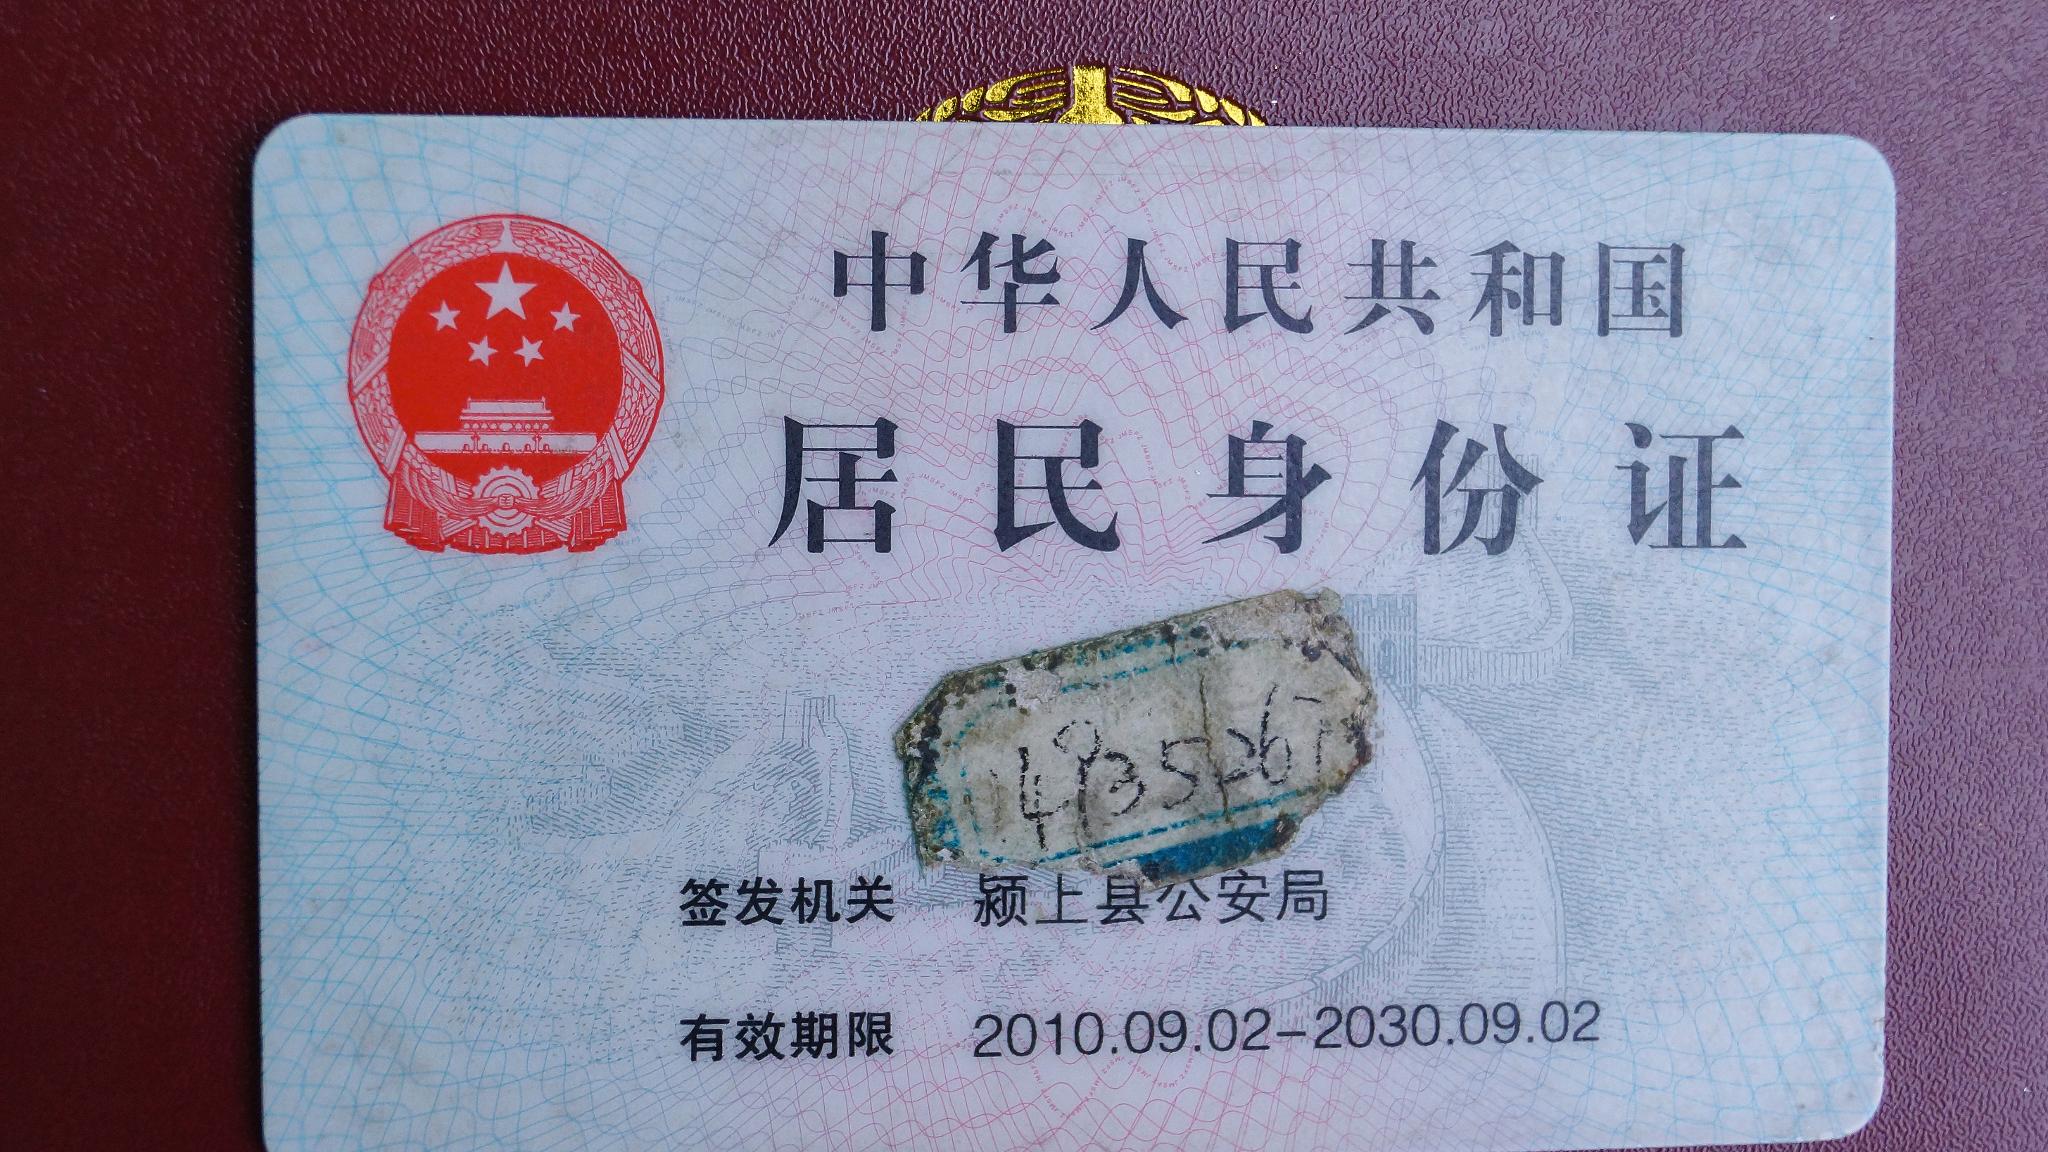 中华人民共和国
居民身份证
4935267
签发机关 颍上县公安局
有效期限 2010.09.02-2030.09.02